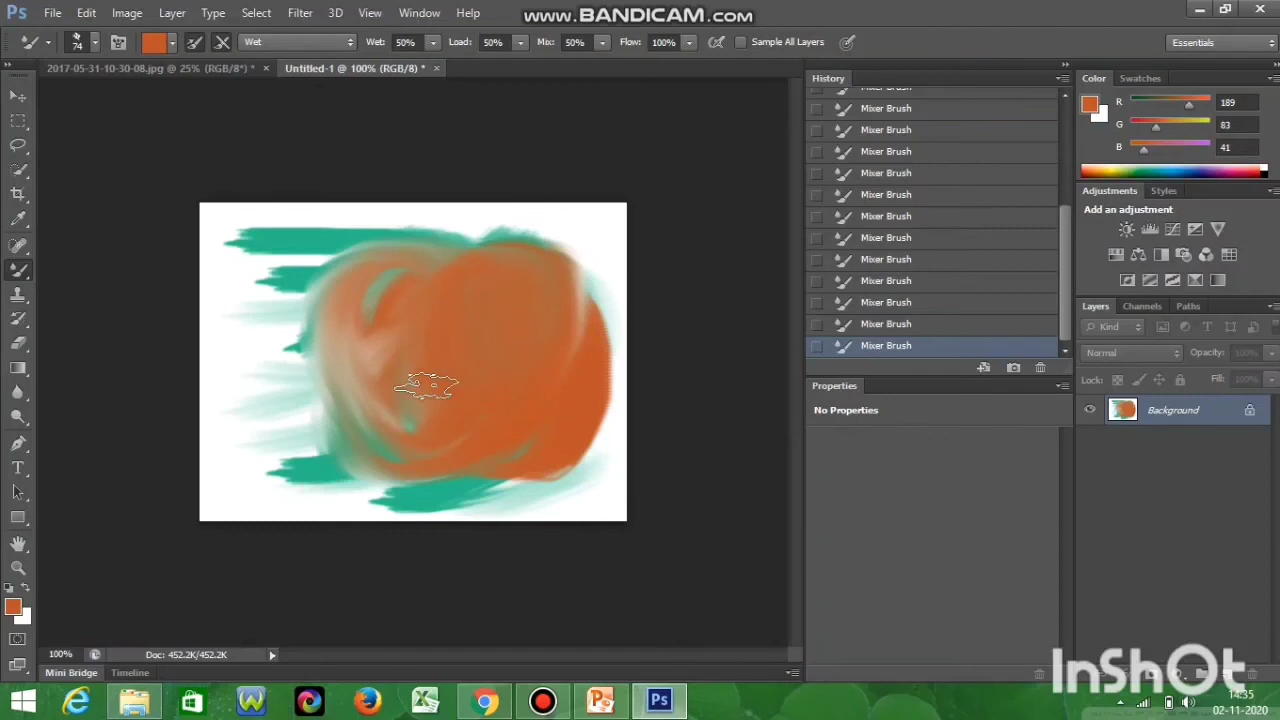 Ps File Edit Image Layer Type Select Filter 3D View Window Help
www.BANDICAM.com
74 Wet Wet: 50% Load: 50% Mix: 50% Flow: 100% Sample All Layers Essentials
2017-05-31-10-30-08.jpg @ 25% (RGB/8*) * × Untitled-1 @ 100% (RGB/8) * ×
History
Mixer Brush
Mixer Brush
Mixer Brush
Mixer Brush
Mixer Brush
Mixer Brush
Mixer Brush
Mixer Brush
Mixer Brush
Mixer Brush
Mixer Brush
Mixer Brush
Mixer Brush
Properties
No Properties
Color Swatches
R 189
G 83
B 41
Adjustments Styles
Add an adjustment
Layers Channels Paths
Kind
Normal Opacity: 100%
Lock: Fill: 100%
Background
100% Doc: 452.2K/452.2K
Mini Bridge Timeline
InShOt
14:35
02-11-2020